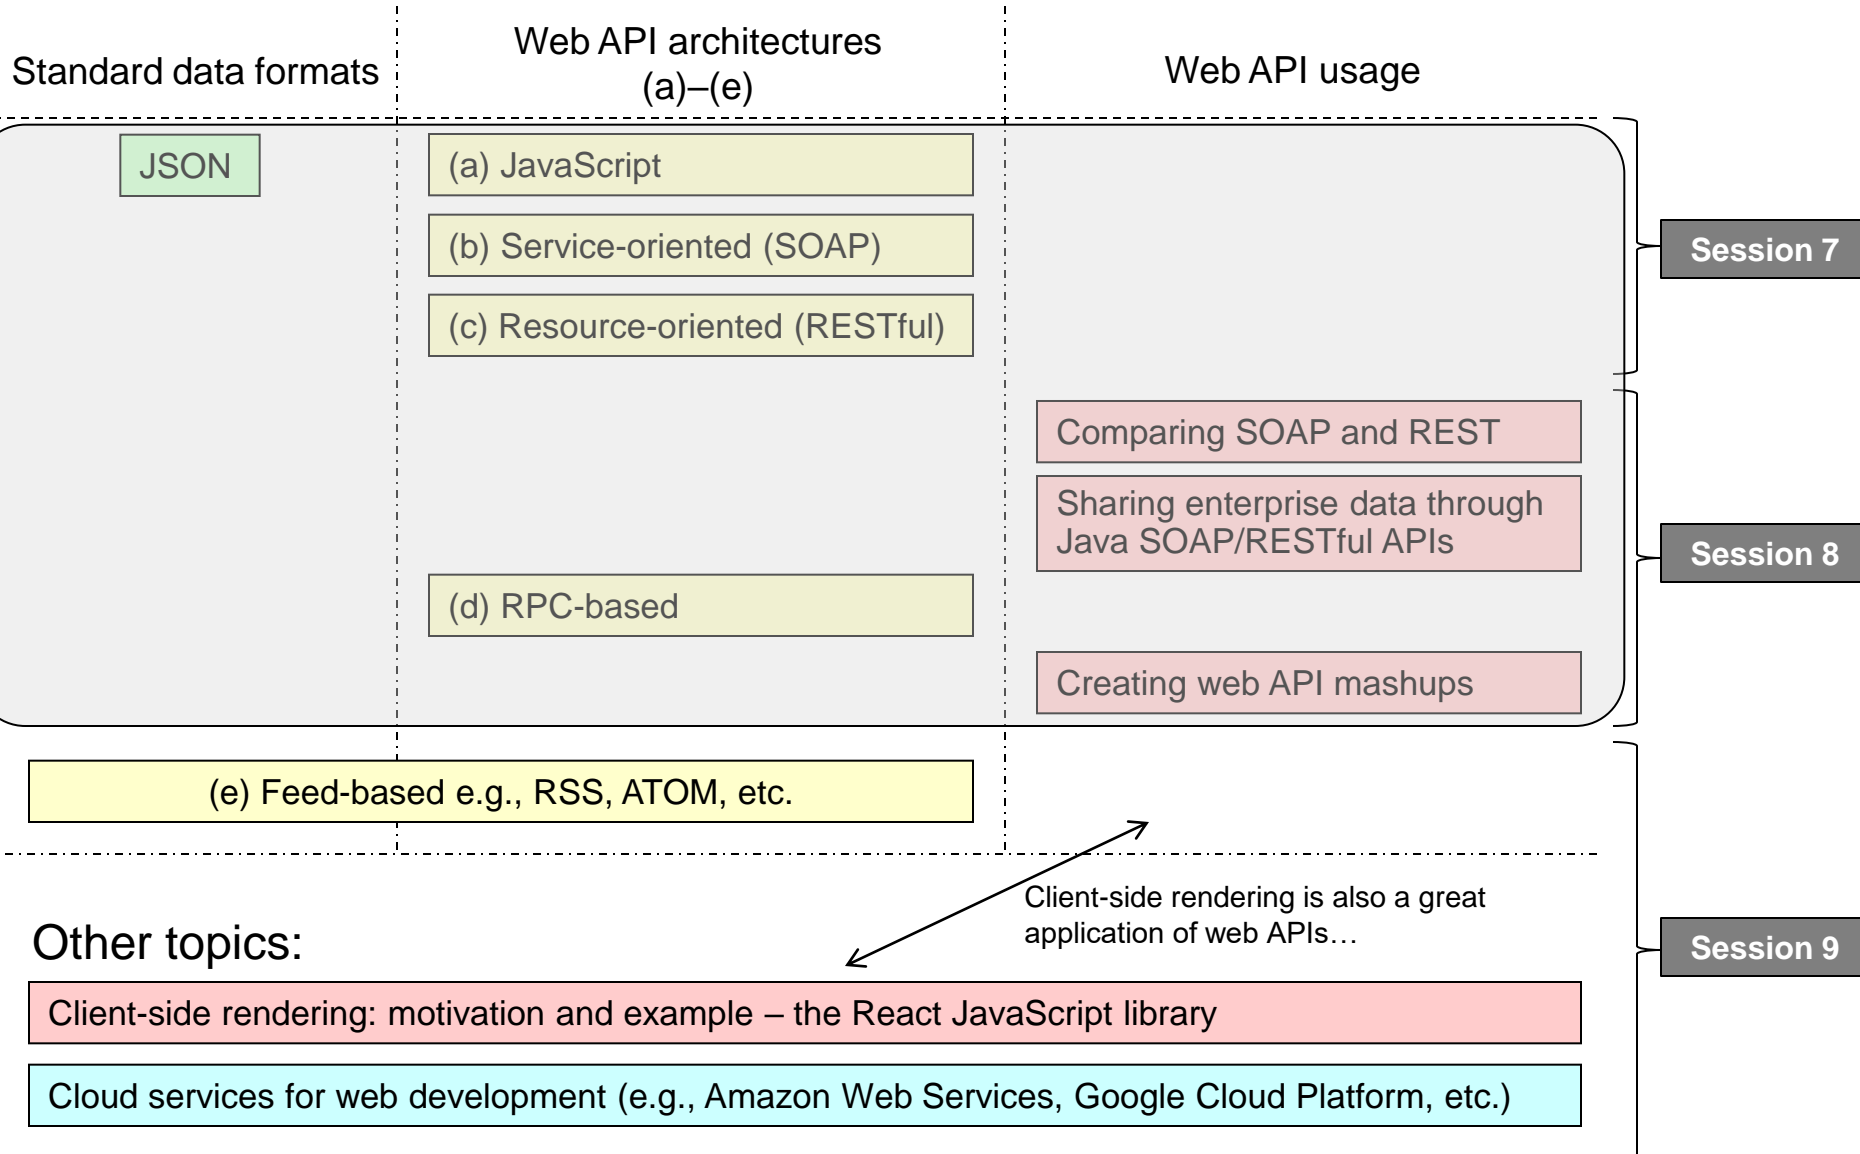 Standard data formats
Web API architectures
(a)–(e)
Web API usage
JSON
(a) JavaScript
(b) Service-oriented (SOAP)
Session 7
(c) Resource-oriented (RESTful)
Comparing SOAP and REST
Sharing enterprise data through
Java SOAP/RESTful APIs
Session 8
(d) RPC-based
Creating web API mashups
(e) Feed-based e.g., RSS, ATOM, etc.
Client-side rendering is also a great
application of web APIs…
Other topics:
Session 9
Client-side rendering: motivation and example – the React JavaScript library
Cloud services for web development (e.g., Amazon Web Services, Google Cloud Platform, etc.)